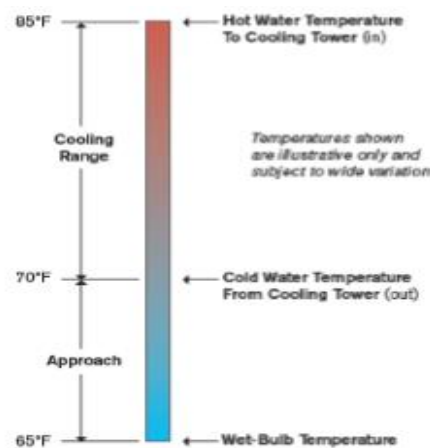 85°F
Hot Water Temperature
To Cooling Tower (in)
Cooling
Range
Temperatures shown
are illustrative only and
subject to wide variation
70°F
Cold Water Temperature
From Cooling Tower (out)
Approach
65°F
Wet-Bulb Temperature